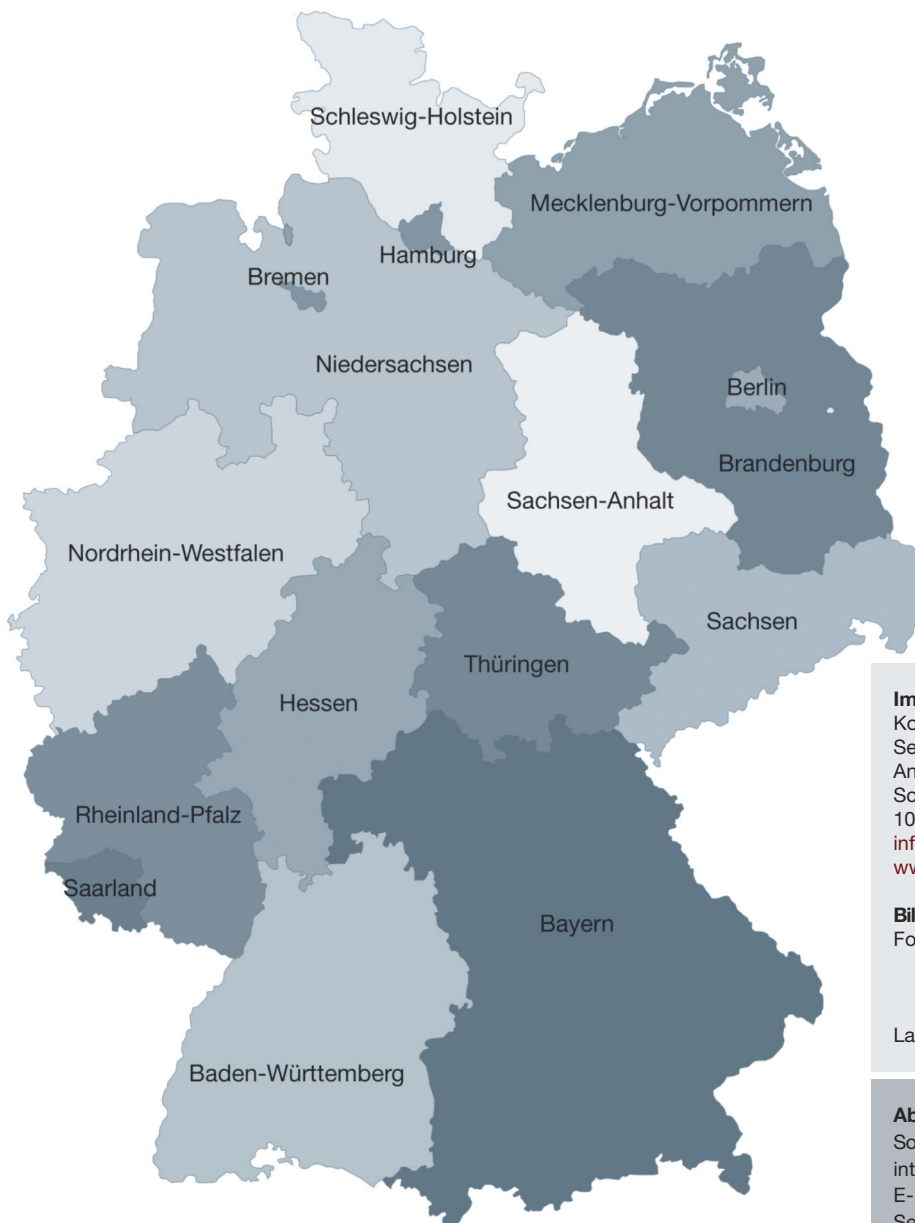 Schleswig-Holstein
Mecklenburg-Vorpommern
Hamburg
Bremen
Niedersachsen
Berlin
Brandenburg
Sachsen-Anhalt
Nordrhein-Westfalen
Sachsen
Thüringen
Hessen
Rheinland-Pfalz
Saarland
Bayern
Baden-Württemberg